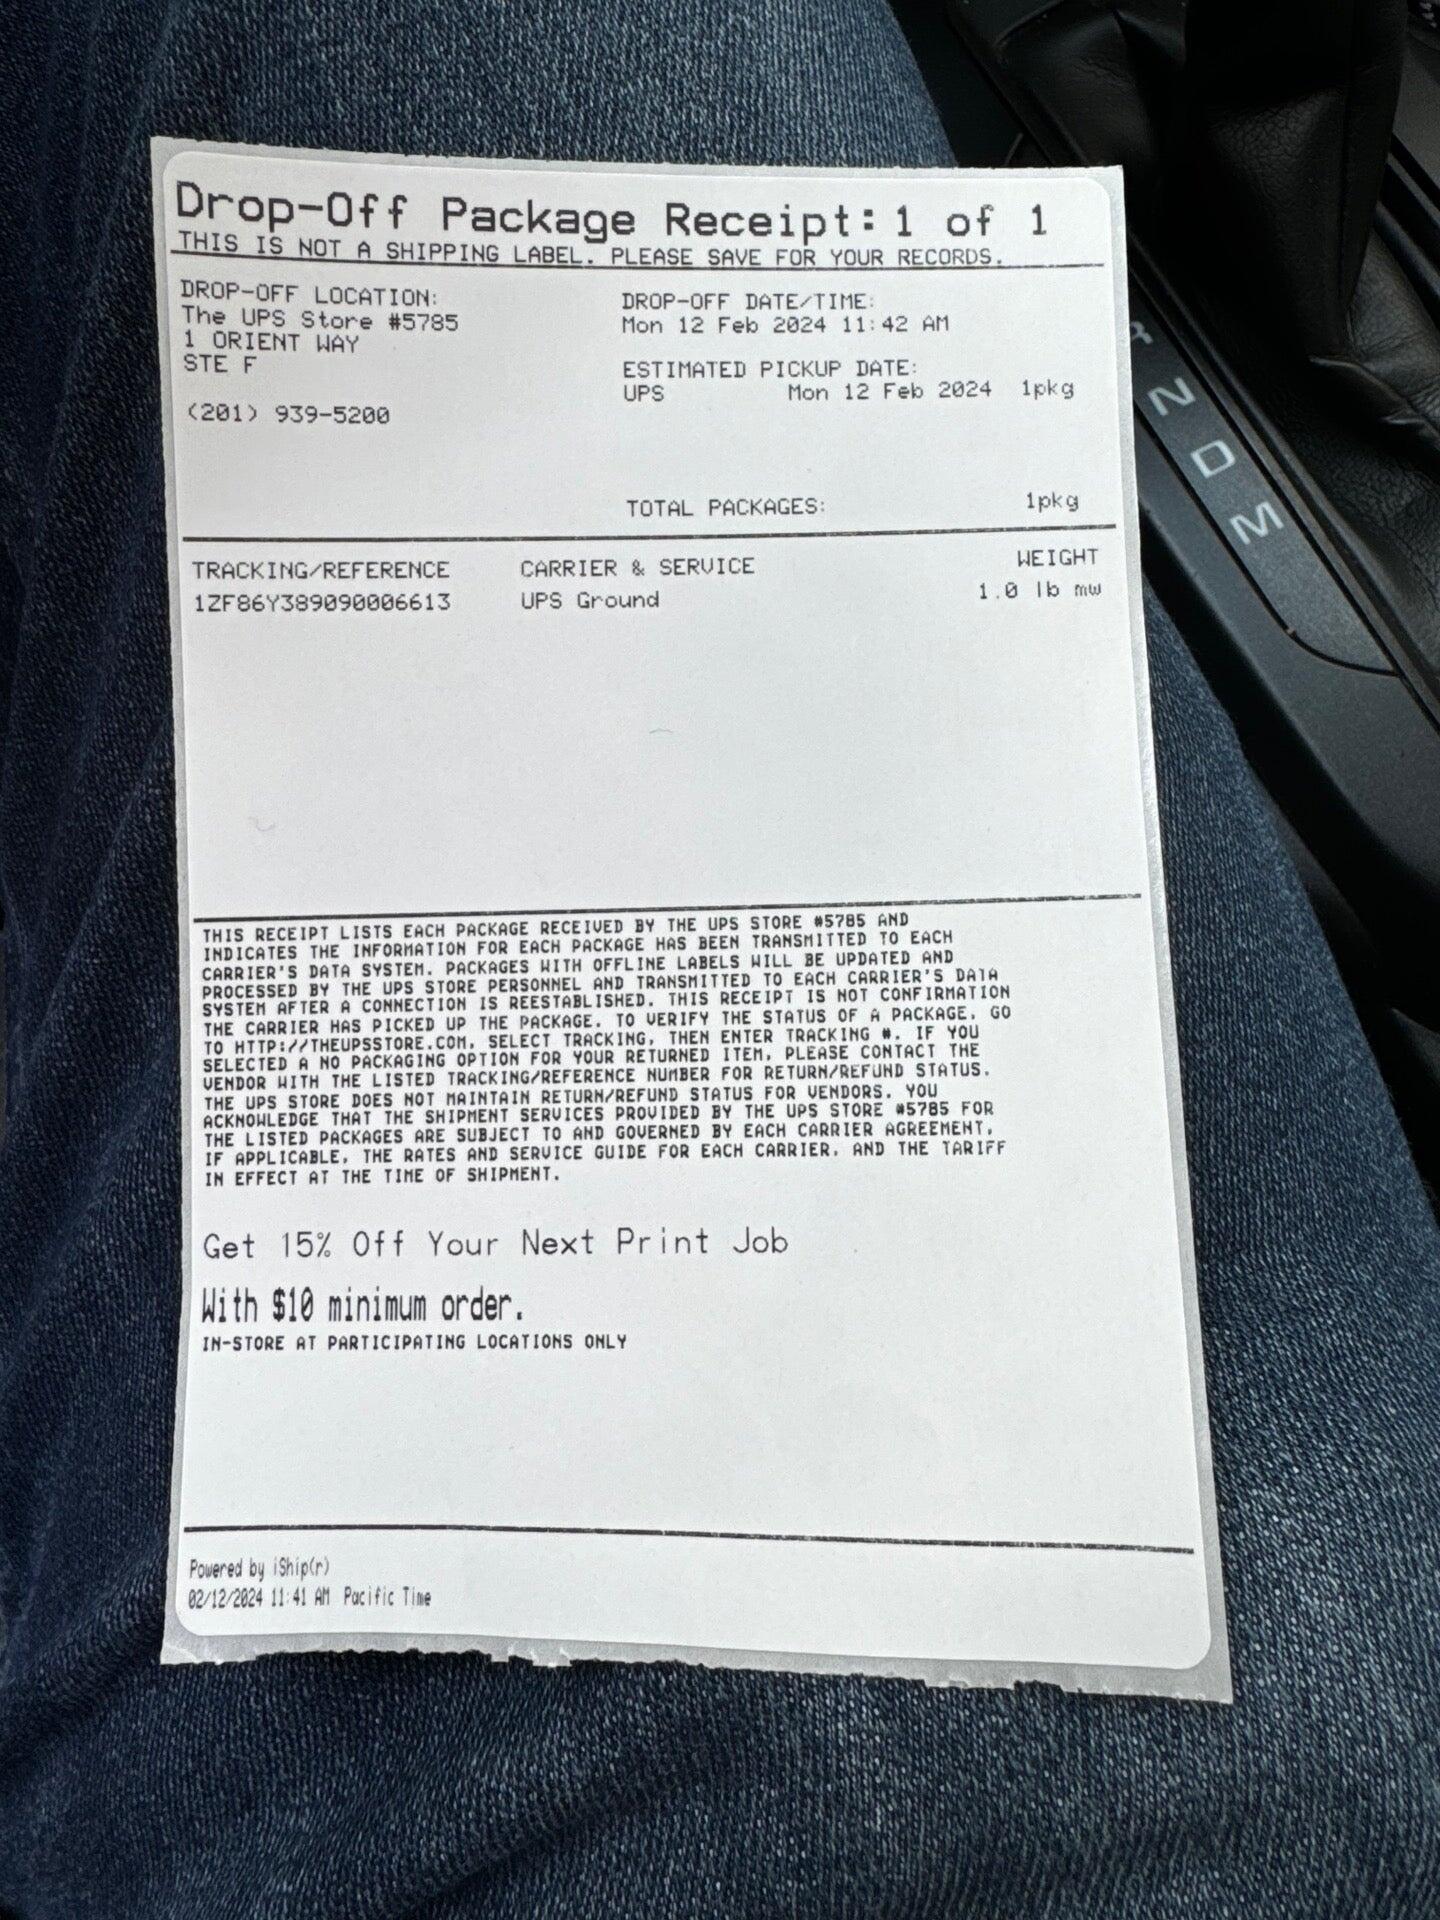 Drop-Off Package Receipt: 1 of 1
THIS IS NOT A SHIPPING LABEL. PLEASE SAVE FOR YOUR RECORDS.
DROP-OFF LOCATION:
The UPS Store #5785
1 ORIENT WAY
STE F
(201) 939-5200
DROP-OFF DATE/TIME:
Mon 12 Feb 2024 11:42 AM
ESTIMATED PICKUP DATE:
UPS Mon 12 Feb 2024 1pkg
TOTAL PACKAGES: 1pkg
TRACKING/REFERENCE CARRIER & SERVICE WEIGHT
1ZF86Y389090006613 UPS Ground 1.0 lb mw
THIS RECEIPT LISTS EACH PACKAGE RECEIVED BY THE UPS STORE #5785 AND
INDICATES THE INFORMATION FOR EACH PACKAGE HAS BEEN TRANSMITTED TO EACH
CARRIER'S DATA SYSTEM. PACKAGES WITH OFFLINE LABELS WILL BE UPDATED AND
PROCESSED BY THE UPS STORE PERSONNEL AND TRANSMITTED TO EACH CARRIER'S DATA
SYSTEM AFTER A CONNECTION IS REESTABLISHED. THIS RECEIPT IS NOT CONFIRMATION
THE CARRIER HAS PICKED UP THE PACKAGE. TO VERIFY THE STATUS OF A PACKAGE, GO
TO HTTP://THEUPSSTORE.COM, SELECT TRACKING, THEN ENTER TRACKING #. IF YOU
SELECTED A NO PACKAGING OPTION FOR YOUR RETURNED ITEM, PLEASE CONTACT THE
VENDOR WITH THE LISTED TRACKING/REFERENCE NUMBER FOR RETURN/REFUND STATUS.
THE UPS STORE DOES NOT MAINTAIN RETURN/REFUND STATUS FOR VENDORS. YOU
ACKNOWLEDGE THAT THE SHIPMENT SERVICES PROVIDED BY THE UPS STORE #5785 FOR
THE LISTED PACKAGES ARE SUBJECT TO AND GOVERNED BY EACH CARRIER AGREEMENT,
IF APPLICABLE, THE RATES AND SERVICE GUIDE FOR EACH CARRIER, AND THE TARIFF
IN EFFECT AT THE TIME OF SHIPMENT.
Get 15% Off Your Next Print Job
With $10 minimum order.
IN-STORE AT PARTICIPATING LOCATIONS ONLY
Powered by iShip(r)
02/12/2024 11:41 AM Pacific Time
R
N
D
M